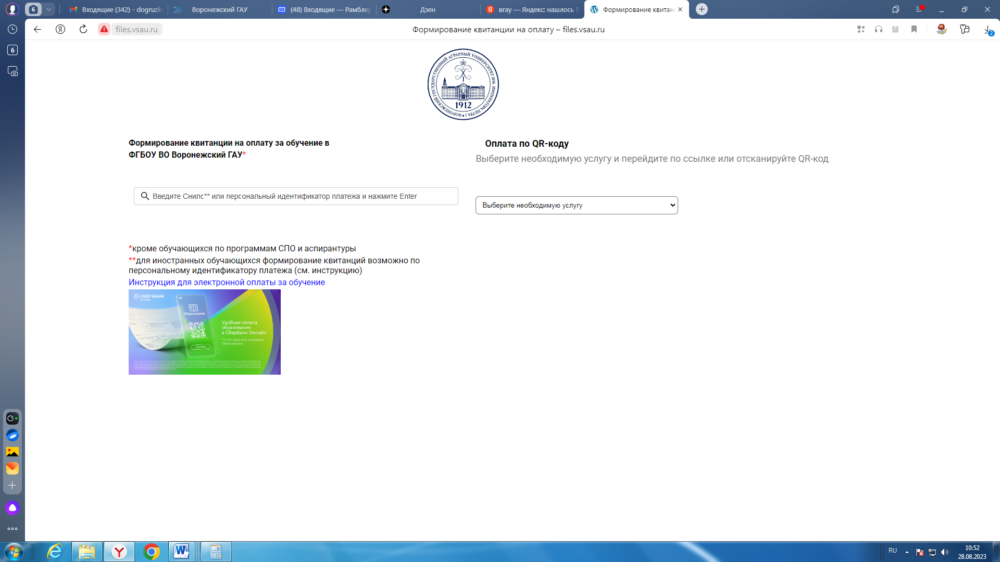 6
Входящие (342) - dogruzk
24 Воронежский ГАУ
(48) Входящие — Рамблер
Дзен
Я вгау — Яндекс: нашлось 5
Формирование квитан
files.vsau.ru
Формирование квитанции на оплату – files.vsau.ru
2
6
ВОРОНЕЖСКИЙ ГОСУДАРСТВЕННЫЙ АГРАРНЫЙ УНИВЕРСИТЕТ ИМ. ИМПЕРАТОРА ПЕТРА I
1912
Формирование квитанции на оплату за обучение в
ФГБОУ ВО Воронежский ГАУ*
Оплата по QR-коду
Выберите необходимую услугу и перейдите по ссылке или отсканируйте QR-код
Введите Снилс** или персональный идентификатор платежа и нажмите Enter
Выберите необходимую услугу
*кроме обучающихся по программам СПО и аспирантуры
**для иностранных обучающихся формирование квитанций возможно по
персональному идентификатору платежа (см. инструкцию)
Инструкция для электронной оплаты за обучение
СБЕР БАНК
Онлайн
Образование
Удобная оплата
образования
в СберБанк Онлайн
По QR-коду или в разделе
Образование
RU
10:52
28.08.2023